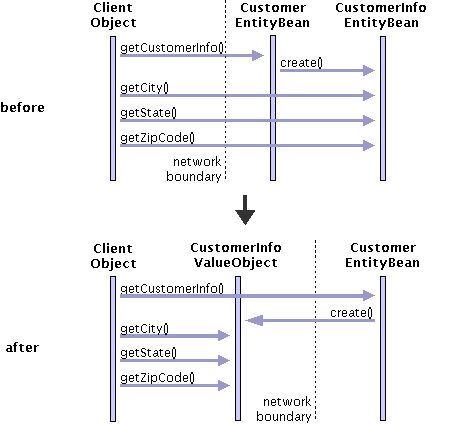 Client
Object
Customer
EntityBean
CustomerInfo
EntityBean
getCustomerInfo()
create()
before
getCity()
getState()
getZipCode()
network
boundary
Client
Object
CustomerInfo
ValueObject
Customer
EntityBean
getCustomerInfo()
create()
getCity()
after
getState()
getZipCode()
network
boundary